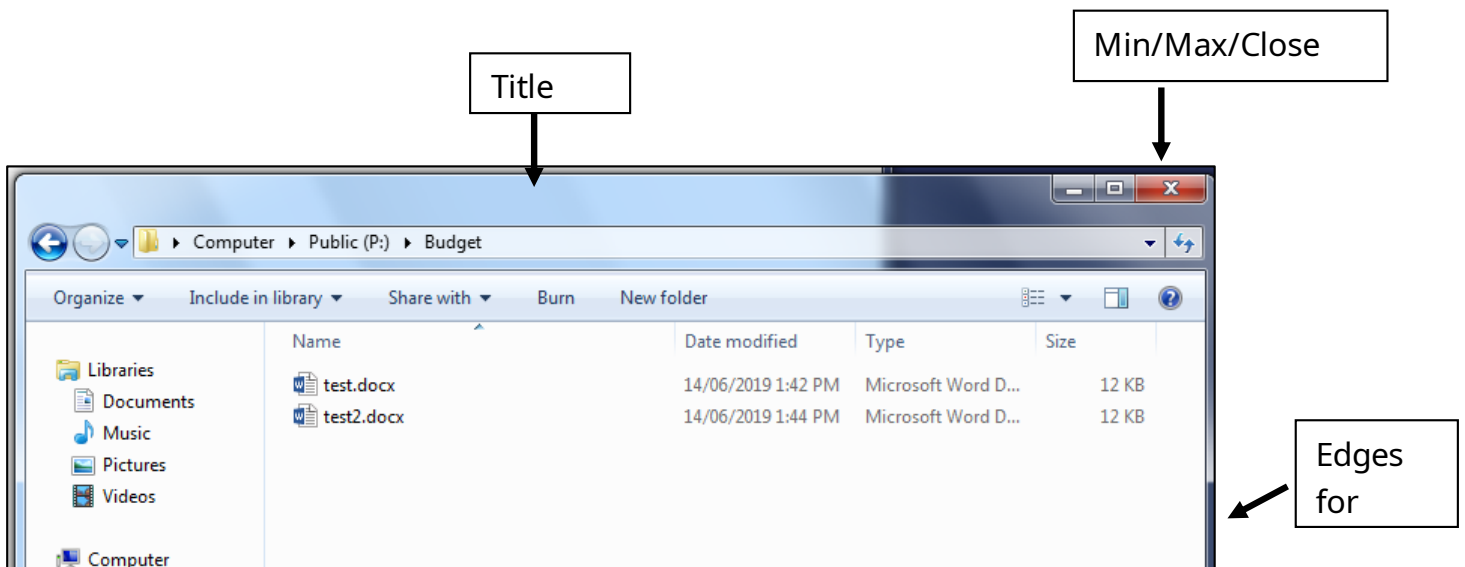 Min/Max/Close
Title
Computer Public (P:) Budget
Organize Include in library Share with Burn New folder
Name Date modified Type Size
Libraries
test.docx 14/06/2019 1:42 PM Microsoft Word D... 12 KB
Documents
test2.docx 14/06/2019 1:44 PM Microsoft Word D... 12 KB
Music
Pictures
Videos
Edges
for
Computer